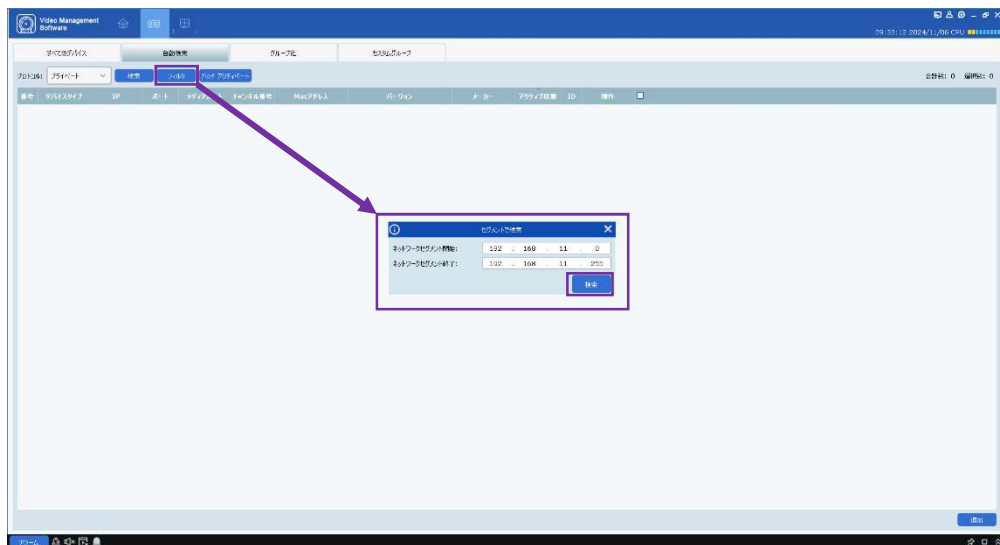 Video Management
Software
09:33:12 2024/11/06 CPU
すべてのデバイス 自動検索 グループ化 カスタムグループ
プロトコル: プライベート 検索 フィルタ バッチ アクティベート 合計数: 0 選択数: 0
番号 デバイスタイプ IP ポート チャンネル番号 Macアドレス バージョン メーカー アクティブ状態 ID 操作
セグメントで検索
ネットワークセグメント開始: 192 . 168 . 11 . 0
ネットワークセグメント終了: 192 . 168 . 11 . 255
検索
追加
アラーム